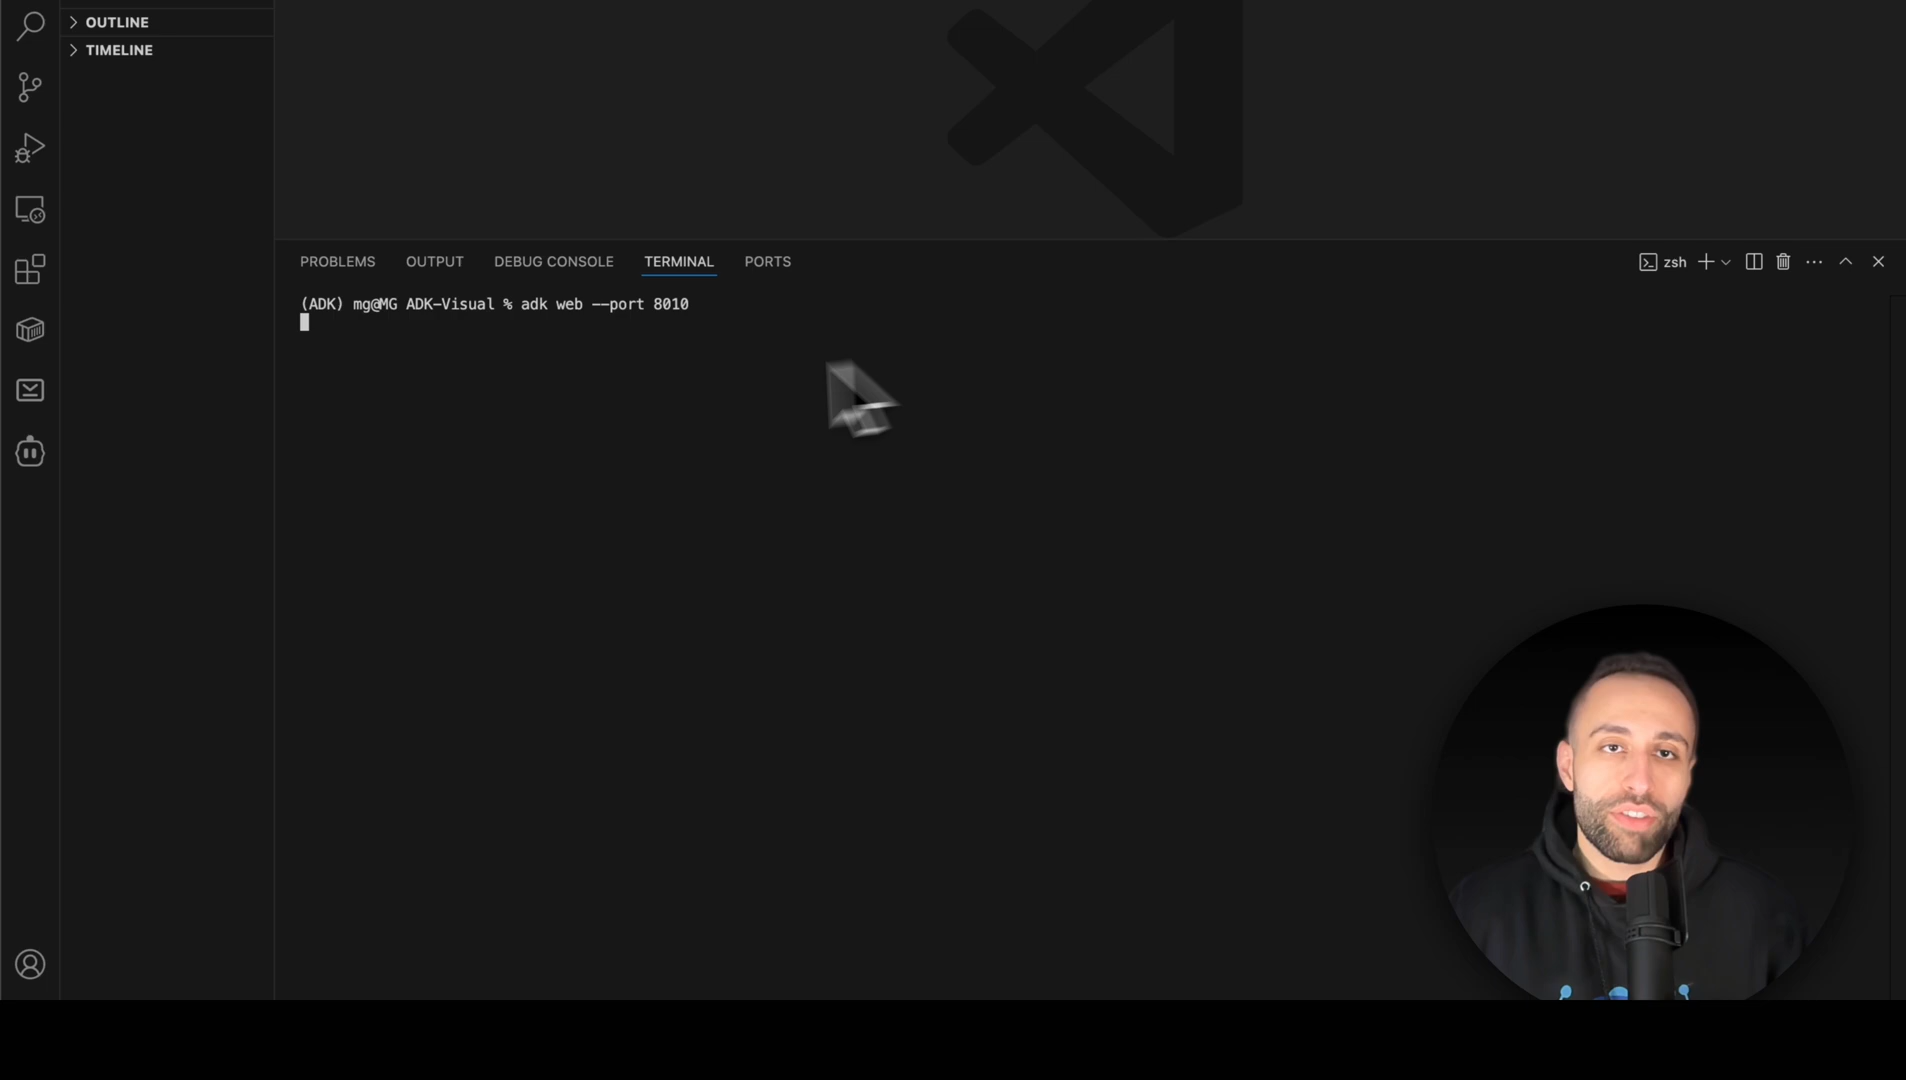 OUTLINE
TIMELINE
PROBLEMS OUTPUT DEBUG CONSOLE TERMINAL PORTS
zsh
(ADK) mg@MG ADK-Visual % adk web --port 8010